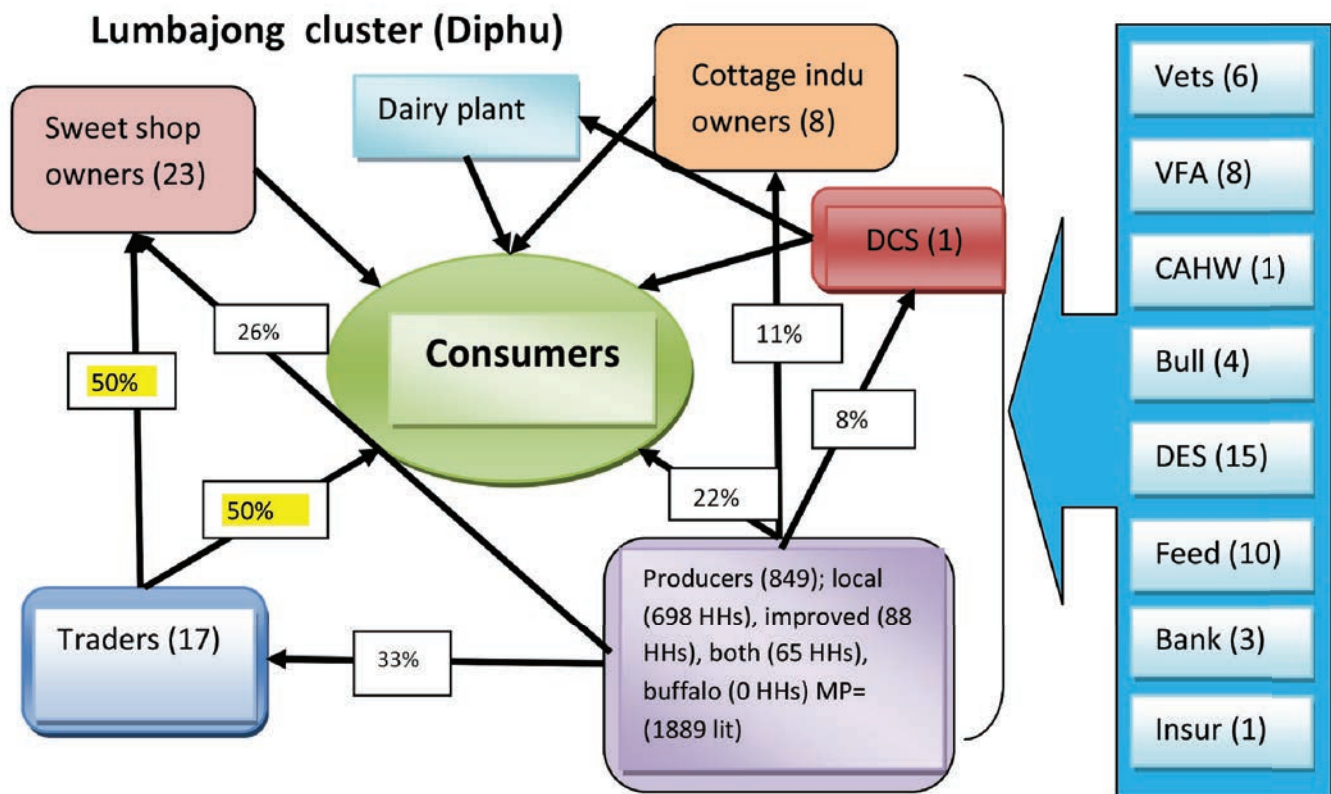 Lumbajong cluster (Diphu)
Sweet shop
owners (23)
Dairy plant
Cottage indu
owners (8)
DCS (1)
Consumers
26%
11%
8%
50%
50%
22%
33%
Traders (17)
Producers (849); local
(698 HHs), improved (88
HHs), both (65 HHs),
buffalo (0 HHs) MP=
(1889 lit)
Vets (6)
VFA (8)
CAHW (1)
Bull (4)
DES (15)
Feed (10)
Bank (3)
Insur (1)